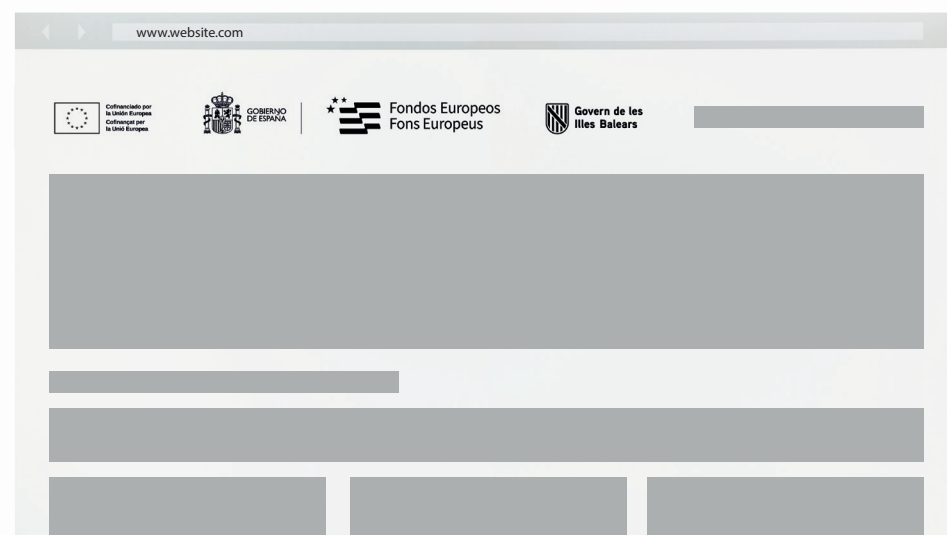 www.website.com
Cofinanciado por
la Unión Europea
Cofinançat per
la Unió Europea
GOBIERNO
DE ESPAÑA
Fondos Europeos
Fons Europeus
Govern de les
Illes Balears